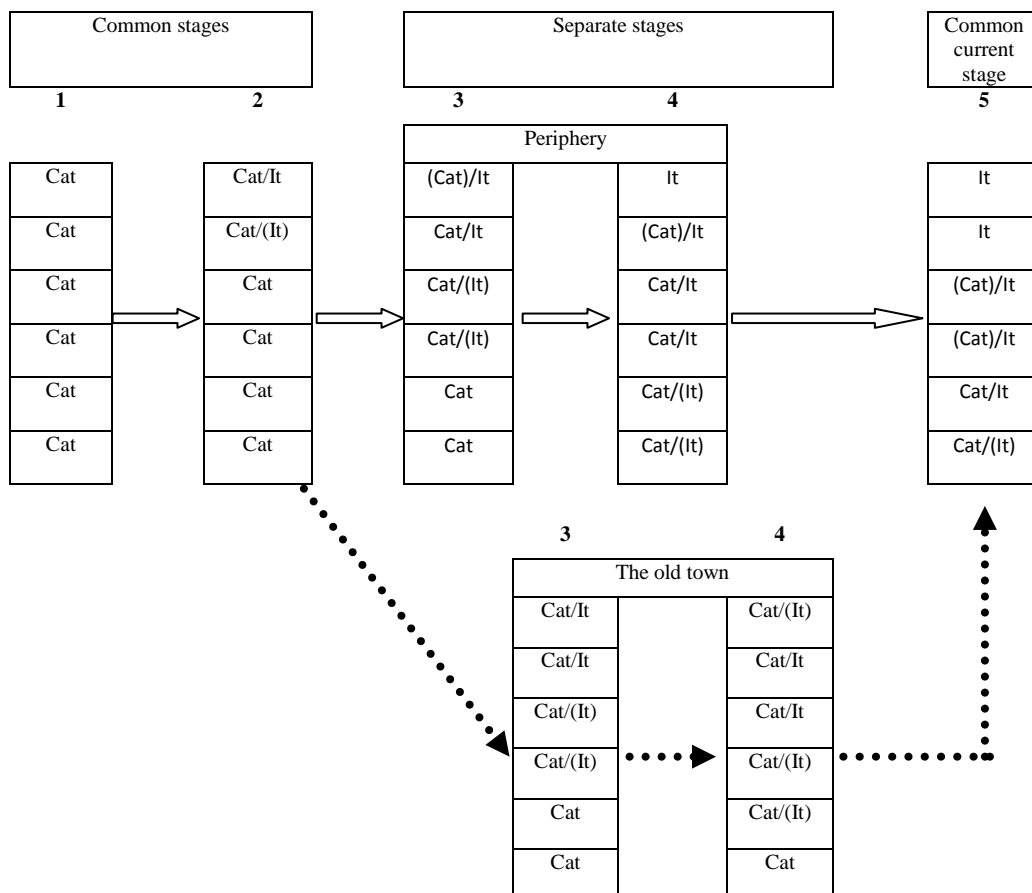 Common stages
Separate stages
Common
current
stage
1
2
3
4
5
Periphery
Cat
Cat/It
(Cat)/It
It
It
Cat
Cat/(It)
Cat/It
(Cat)/It
It
Cat
Cat
Cat/(It)
Cat/It
(Cat)/It
Cat
Cat
Cat/(It)
Cat/It
(Cat)/It
Cat
Cat
Cat
Cat/(It)
Cat/It
Cat
Cat
Cat
Cat/(It)
Cat/(It)
3
4
The old town
Cat/It
Cat/(It)
Cat/It
Cat/It
Cat/(It)
Cat/It
Cat/(It)
Cat/(It)
Cat
Cat/(It)
Cat
Cat